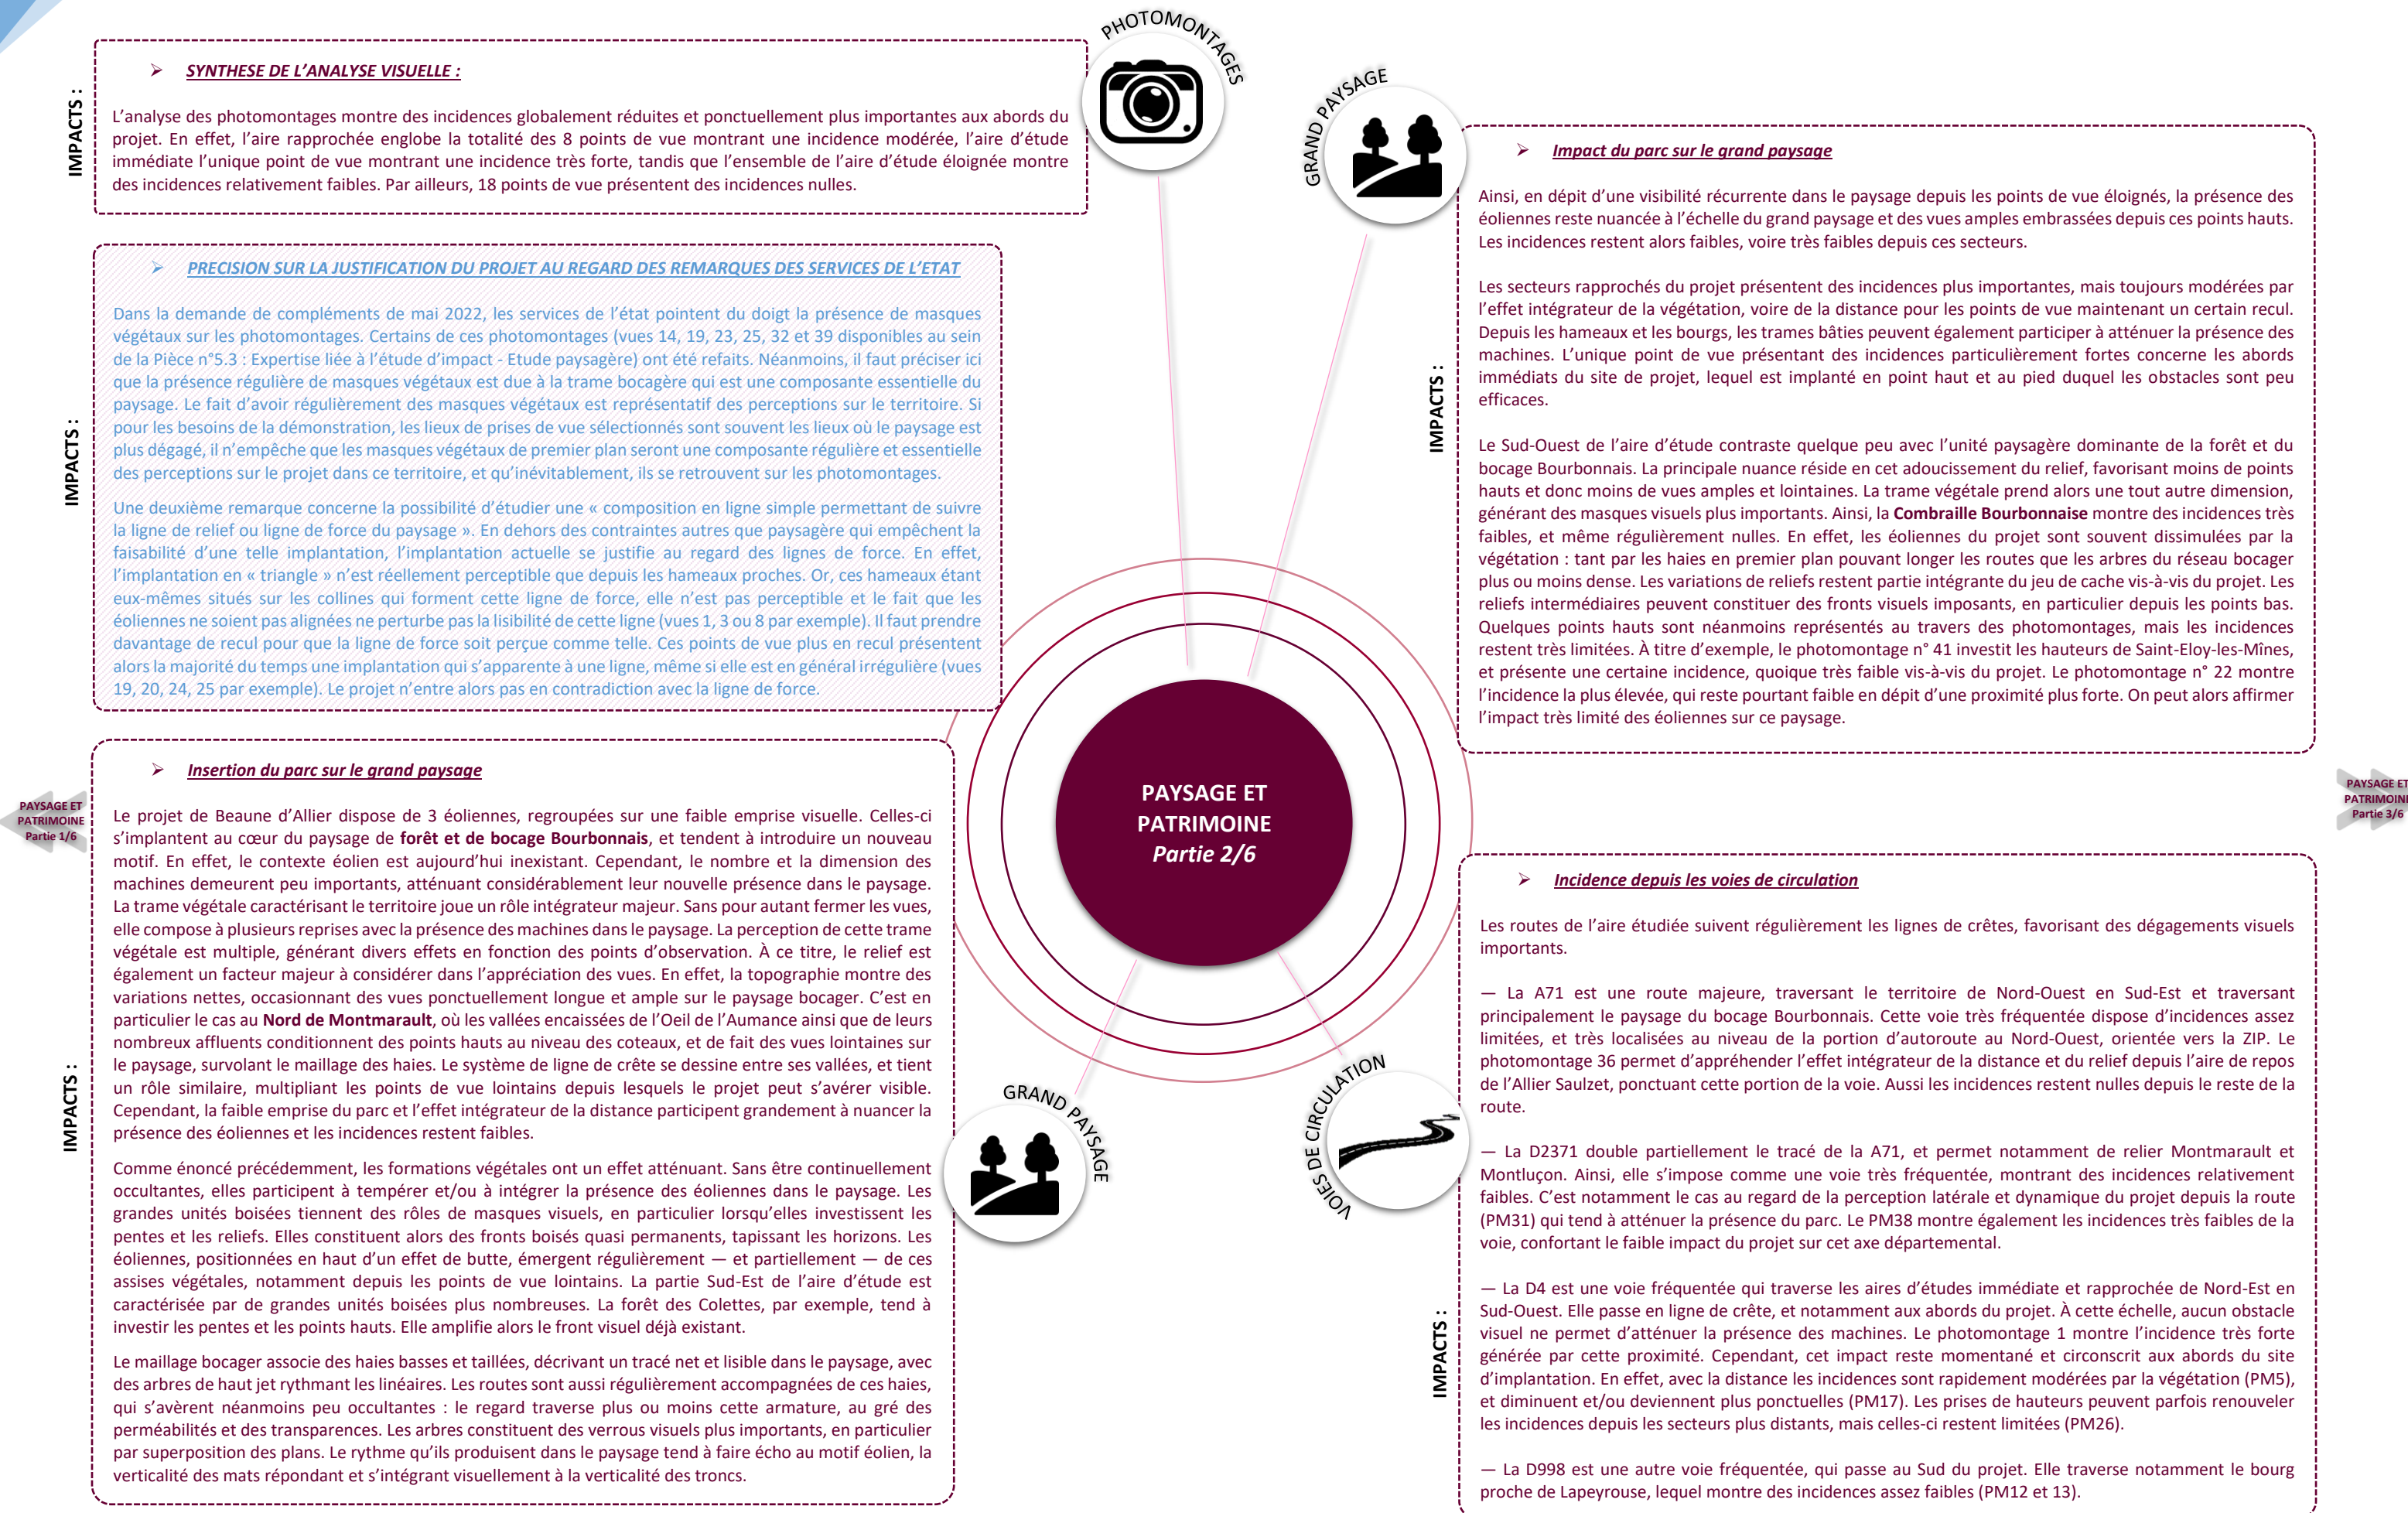 PHOTOMONTAGES
IMPACTS :
➢ SYNTHESE DE L'ANALYSE VISUELLE :
L'analyse des photomontages montre des incidences globalement réduites et ponctuellement plus importantes aux abords du
projet. En effet, l'aire rapprochée englobe la totalité des 8 points de vue montrant une incidence modérée, l'aire d'étude
immédiate l'unique point de vue montrant une incidence très forte, tandis que l'ensemble de l'aire d'étude éloignée montre
des incidences relativement faibles. Par ailleurs, 18 points de vue présentent des incidences nulles.
IMPACTS :
➢ PRECISION SUR LA JUSTIFICATION DU PROJET AU REGARD DES REMARQUES DES SERVICES DE L'ETAT
Dans la demande de compléments de mai 2022, les services de l'état pointent du doigt la présence de masques
végétaux sur les photomontages. Certains de ces photomontages (vues 14, 19, 23, 25, 32 et 39 disponibles au sein
de la Pièce n°5.3 : Expertise liée à l'étude d'impact - Etude paysagère) ont été refaits. Néanmoins, il faut préciser ici
que la présence régulière de masques végétaux est due à la trame bocagère qui est une composante essentielle du
paysage. Le fait d'avoir régulièrement des masques végétaux est représentatif des perceptions sur le territoire. Si
pour les besoins de la démonstration, les lieux de prises de vue sélectionnés sont souvent les lieux où le paysage est
plus dégagé, il n'empêche que les masques végétaux de premier plan seront une composante régulière et essentielle
des perceptions sur le projet dans ce territoire, et qu'inévitablement, ils se retrouvent sur les photomontages.
Une deuxième remarque concerne la possibilité d'étudier une « composition en ligne simple permettant de suivre
la ligne de relief ou ligne de force du paysage ». En dehors des contraintes autres que paysagère qui empêchent la
faisabilité d'une telle implantation, l'implantation actuelle se justifie au regard des lignes de force. En effet,
l'implantation en « triangle » n'est réellement perceptible que depuis les hameaux proches. Or, ces hameaux étant
eux-mêmes situés sur les collines qui forment cette ligne de force, elle n'est pas perceptible et le fait que les
éoliennes ne soient pas alignées ne perturbe pas la lisibilité de cette ligne (vues 1, 3 ou 8 par exemple). Il faut prendre
davantage de recul pour que la ligne de force soit perçue comme telle. Ces points de vue plus en recul présentent
alors la majorité du temps une implantation qui s'apparente à une ligne, même si elle est en général irrégulière (vues
19, 20, 24, 25 par exemple). Le projet n'entre alors pas en contradiction avec la ligne de force.
PAYSAGE ET
PATRIMOINE
Partie 1/6
IMPACTS :
➢ Insertion du parc sur le grand paysage
Le projet de Beaune d'Allier dispose de 3 éoliennes, regroupées sur une faible emprise visuelle. Celles-ci
s'implantent au cœur du paysage de forêt et de bocage Bourbonnais, et tendent à introduire un nouveau
motif. En effet, le contexte éolien est aujourd'hui inexistant. Cependant, le nombre et la dimension des
machines demeurent peu importants, atténuant considérablement leur nouvelle présence dans le paysage.
La trame végétale caractérisant le territoire joue un rôle intégrateur majeur. Sans pour autant fermer les vues,
elle compose à plusieurs reprises avec la présence des machines dans le paysage. La perception de cette trame
végétale est multiple, générant divers effets en fonction des points d'observation. À ce titre, le relief est
également un facteur majeur à considérer dans l'appréciation des vues. En effet, la topographie montre des
variations nettes, occasionnant des vues ponctuellement longue et ample sur le paysage bocager. C'est en
particulier le cas au Nord de Montmarault, où les vallées encaissées de l'Oeil de l'Aumance ainsi que de leurs
nombreux affluents conditionnent des points hauts au niveau des coteaux, et de fait des vues lointaines sur
le paysage, survolant le maillage des haies. Le système de ligne de crête se dessine entre ses vallées, et tient
un rôle similaire, multipliant les points de vue lointains depuis lesquels le projet peut s'avérer visible.
Cependant, la faible emprise du parc et l'effet intégrateur de la distance participent grandement à nuancer la
présence des éoliennes et les incidences restent faibles.
Comme énoncé précédemment, les formations végétales ont un effet atténuant. Sans être continuellement
occultantes, elles participent à tempérer et/ou à intégrer la présence des éoliennes dans le paysage. Les
grandes unités boisées tiennent des rôles de masques visuels, en particulier lorsqu'elles investissent les
pentes et les reliefs. Elles constituent alors des fronts boisés quasi permanents, tapissant les horizons. Les
éoliennes, positionnées en haut d'un effet de butte, émergent régulièrement — et partiellement — de ces
assises végétales, notamment depuis les points de vue lointains. La partie Sud-Est de l'aire d'étude est
caractérisée par de grandes unités boisées plus nombreuses. La forêt des Colettes, par exemple, tend à
investir les pentes et les points hauts. Elle amplifie alors le front visuel déjà existant.
Le maillage bocager associe des haies basses et taillées, décrivant un tracé net et lisible dans le paysage, avec
des arbres de haut jet rythmant les linéaires. Les routes sont aussi régulièrement accompagnées de ces haies,
qui s'avèrent néanmoins peu occultantes : le regard traverse plus ou moins cette armature, au gré des
perméabilités et des transparences. Les arbres constituent des verrous visuels plus importants, en particulier
par superposition des plans. Le rythme qu'ils produisent dans le paysage tend à faire écho au motif éolien, la
verticalité des mats répondant et s'intégrant visuellement à la verticalité des troncs.
GRAND PAYSAGE
PAYSAGE ET
PATRIMOINE
Partie 2/6
GRAND PAYSAGE
IMPACTS :
➢ Impact du parc sur le grand paysage
Ainsi, en dépit d'une visibilité récurrente dans le paysage depuis les points de vue éloignés, la présence des
éoliennes reste nuancée à l'échelle du grand paysage et des vues amples embrassées depuis ces points hauts.
Les incidences restent alors faibles, voire très faibles depuis ces secteurs.
Les secteurs rapprochés du projet présentent des incidences plus importantes, mais toujours modérées par
l'effet intégrateur de la végétation, voire de la distance pour les points de vue maintenant un certain recul.
Depuis les hameaux et les bourgs, les trames bâties peuvent également participer à atténuer la présence des
machines. L'unique point de vue présentant des incidences particulièrement fortes concerne les abords
immédiats du site de projet, lequel est implanté en point haut et au pied duquel les obstacles sont peu
efficaces.
Le Sud-Ouest de l'aire d'étude contraste quelque peu avec l'unité paysagère dominante de la forêt et du
bocage Bourbonnais. La principale nuance réside en cet adoucissement du relief, favorisant moins de points
hauts et donc moins de vues amples et lointaines. La trame végétale prend alors une tout autre dimension,
générant des masques visuels plus importants. Ainsi, la Combraille Bourbonnaise montre des incidences très
faibles, et même régulièrement nulles. En effet, les éoliennes du projet sont souvent dissimulées par la
végétation : tant par les haies en premier plan pouvant longer les routes que les arbres du réseau bocager
plus ou moins dense. Les variations de reliefs restent partie intégrante du jeu de cache vis-à-vis du projet. Les
reliefs intermédiaires peuvent constituer des fronts visuels imposants, en particulier depuis les points bas.
Quelques points hauts sont néanmoins représentés au travers des photomontages, mais les incidences
restent très limitées. À titre d'exemple, le photomontage n° 41 investit les hauteurs de Saint-Eloy-les-Mînes,
et présente une certaine incidence, quoique très faible vis-à-vis du projet. Le photomontage n° 22 montre
l'incidence la plus élevée, qui reste pourtant faible en dépit d'une proximité plus forte. On peut alors affirmer
l'impact très limité des éoliennes sur ce paysage.
PAYSAGE ET
PATRIMOINE
Partie 3/6
VOIES DE CIRCULATION
IMPACTS :
➢ Incidence depuis les voies de circulation
Les routes de l'aire étudiée suivent régulièrement les lignes de crêtes, favorisant des dégagements visuels
importants.
— La A71 est une route majeure, traversant le territoire de Nord-Ouest en Sud-Est et traversant
principalement le paysage du bocage Bourbonnais. Cette voie très fréquentée dispose d'incidences assez
limitées, et très localisées au niveau de la portion d'autoroute au Nord-Ouest, orientée vers la ZIP. Le
photomontage 36 permet d'appréhender l'effet intégrateur de la distance et du relief depuis l'aire de repos
de l'Allier Saulzet, ponctuant cette portion de la voie. Aussi les incidences restent nulles depuis le reste de la
route.
— La D2371 double partiellement le tracé de la A71, et permet notamment de relier Montmarault et
Montluçon. Ainsi, elle s'impose comme une voie très fréquentée, montrant des incidences relativement
faibles. C'est notamment le cas au regard de la perception latérale et dynamique du projet depuis la route
(PM31) qui tend à atténuer la présence du parc. Le PM38 montre également les incidences très faibles de la
voie, confortant le faible impact du projet sur cet axe départemental.
— La D4 est une voie fréquentée qui traverse les aires d'études immédiate et rapprochée de Nord-Est en
Sud-Ouest. Elle passe en ligne de crête, et notamment aux abords du projet. À cette échelle, aucun obstacle
visuel ne permet d'atténuer la présence des machines. Le photomontage 1 montre l'incidence très forte
générée par cette proximité. Cependant, cet impact reste momentané et circonscrit aux abords du site
d'implantation. En effet, avec la distance les incidences sont rapidement modérées par la végétation (PM5),
et diminuent et/ou deviennent plus ponctuelles (PM17). Les prises de hauteurs peuvent parfois renouveler
les incidences depuis les secteurs plus distants, mais celles-ci restent limitées (PM26).
— La D998 est une autre voie fréquentée, qui passe au Sud du projet. Elle traverse notamment le bourg
proche de Lapeyrouse, lequel montre des incidences assez faibles (PM12 et 13).